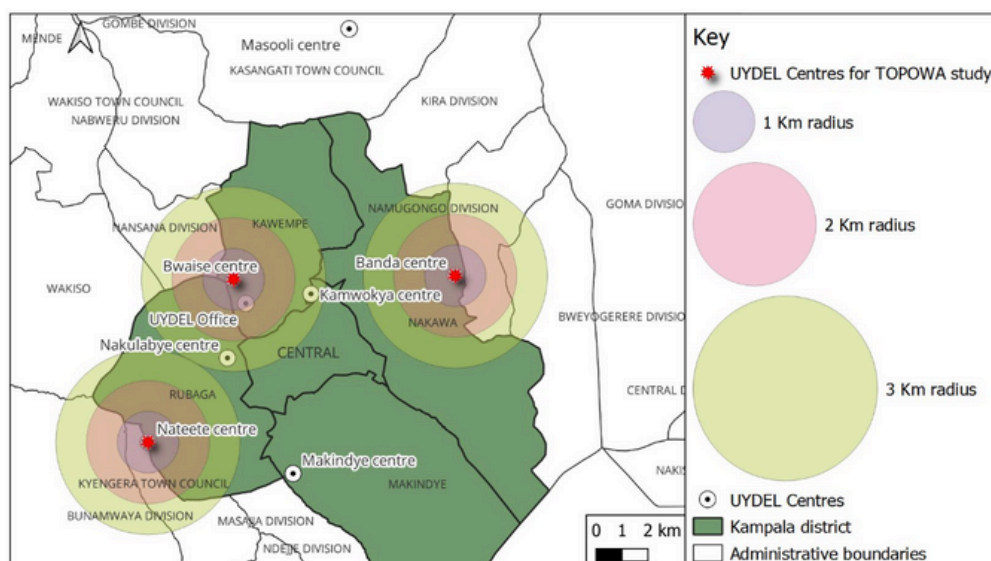 GOMBE DIVISION
MENDE
Masooli centre
KASANGATI TOWN COUNCIL
WAKISO TOWN COUNCIL
NABWERU DIVISION
KIRA DIVISION
GOMA DIVISIO
NANSANA DIVISION
KAWEMPE
NAMUGONGO DIVISION
Bwaise centre
Banda centre
WAKISO
Kamwokya centre
UYDEL Office
NAKAWA
BWEYOGERERE DIVISIO
Nakulabye centre
CENTRAL
CENTRAL D
RUBAGA
Nateete centre
Makindye centre
KYENGERA TOWN COUNCIL
MAKINDYE
NAKIS
BUNAMWAYA DIVISION
MASAJJA DIVISION
NDEJJE DIVISION
0 1 2 km
Key
UYDEL Centres for TOPOWA study
1 Km radius
2 Km radius
3 Km radius
UYDEL Centres
Kampala district
Administrative boundaries